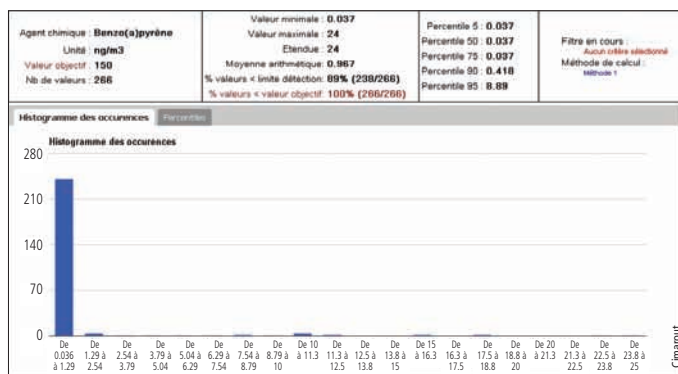 Agent chimique : Benzo(a)pyrène
Unité : ng/m3
Valeur objectif : 150
Nb de valeurs : 266
Valeur minimale : 0.037
Valeur maximale : 24
Etendue : 24
Moyenne arithmétique : 0.967
% valeurs < limite détection: 89% (238/266)
% valeurs < valeur objectif: 100% (266/266)
Percentile 5 : 0.037
Percentile 50 : 0.037
Percentile 75 : 0.037
Percentile 90 : 0.418
Percentile 95 : 8.89
Filtre en cours :
Aucun critère sélectionné
Méthode de calcul :
Méthode 1
Histogramme des occurences
Percentiles
Histogramme des occurences
280
210
140
70
0
De 0.036 à 1.29
De 1.29 à 2.54
De 2.54 à 3.79
De 3.79 à 5.04
De 5.04 à 6.29
De 6.29 à 7.54
De 7.54 à 8.79
De 8.79 à 10
De 10 à 11.3
De 11.3 à 12.5
De 12.5 à 13.8
De 13.8 à 15
De 15 à 16.3
De 16.3 à 17.5
De 17.5 à 18.8
De 18.8 à 20
De 20 à 21.3
De 21.3 à 22.5
De 22.5 à 23.8
De 23.8 à 25